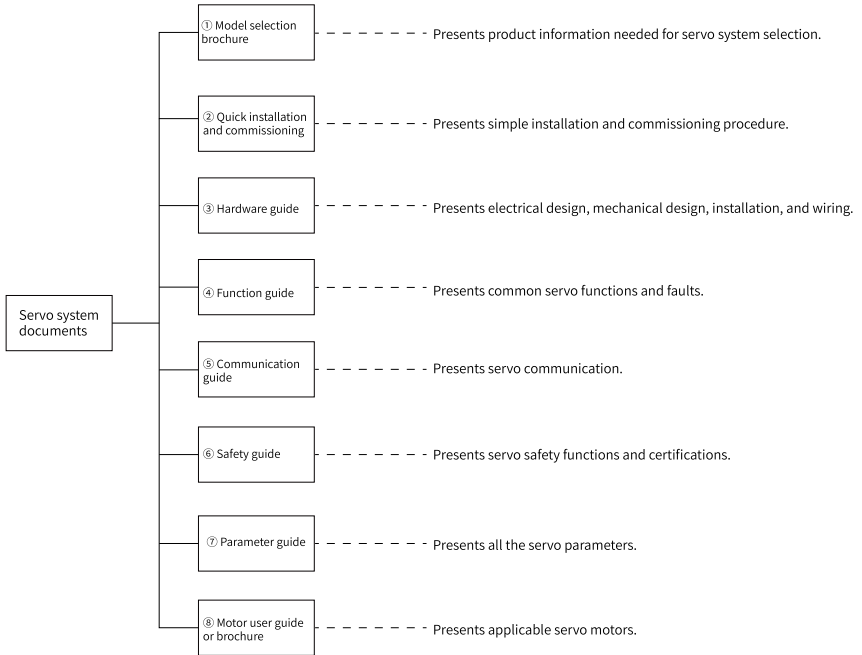 ① Model selection
brochure
Presents product information needed for servo system selection.
② Quick installation
and commissioning
Presents simple installation and commissioning procedure.
③ Hardware guide
Presents electrical design, mechanical design, installation, and wiring.
④ Function guide
Presents common servo functions and faults.
Servo system
documents
⑤ Communication
guide
Presents servo communication.
⑥ Safety guide
Presents servo safety functions and certifications.
⑦ Parameter guide
Presents all the servo parameters.
⑧ Motor user guide
or brochure
Presents applicable servo motors.